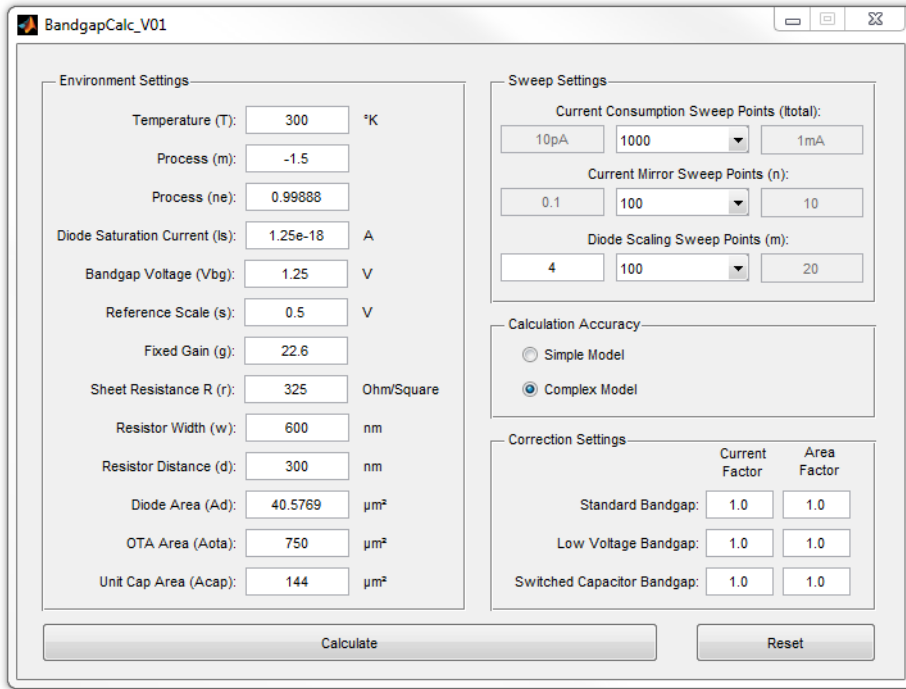 BandgapCalc_V01
Environment Settings
Temperature (T): 300 °K
Process (m): -1.5
Process (ne): 0.99888
Diode Saturation Current (Is): 1.25e-18 A
Bandgap Voltage (Vbg): 1.25 V
Reference Scale (s): 0.5 V
Fixed Gain (g): 22.6
Sheet Resistance R (r): 325 Ohm/Square
Resistor Width (w): 600 nm
Resistor Distance (d): 300 nm
Diode Area (Ad): 40.5769 µm²
OTA Area (Aota): 750 µm²
Unit Cap Area (Acap): 144 µm²
Sweep Settings
Current Consumption Sweep Points (Itotal):
10pA 1000 1mA
Current Mirror Sweep Points (n):
0.1 100 10
Diode Scaling Sweep Points (m):
4 100 20
Calculation Accuracy
Simple Model
Complex Model
Correction Settings
Current Area
Factor Factor
Standard Bandgap: 1.0 1.0
Low Voltage Bandgap: 1.0 1.0
Switched Capacitor Bandgap: 1.0 1.0
Calculate Reset